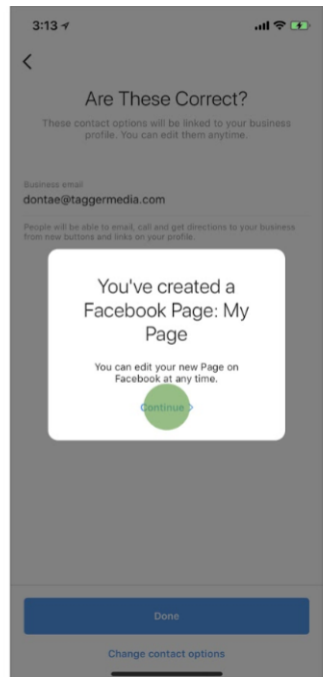 3:13
Are These Correct?
These contact options will be linked to your business
profile. You can edit them anytime.
Business email
dontae@taggermedia.com
People will be able to email, call and get directions to your business
from new buttons and links on your profile.
You've created a
Facebook Page: My
Page
You can edit your new Page on
Facebook at any time.
Continue >
Done
Change contact options